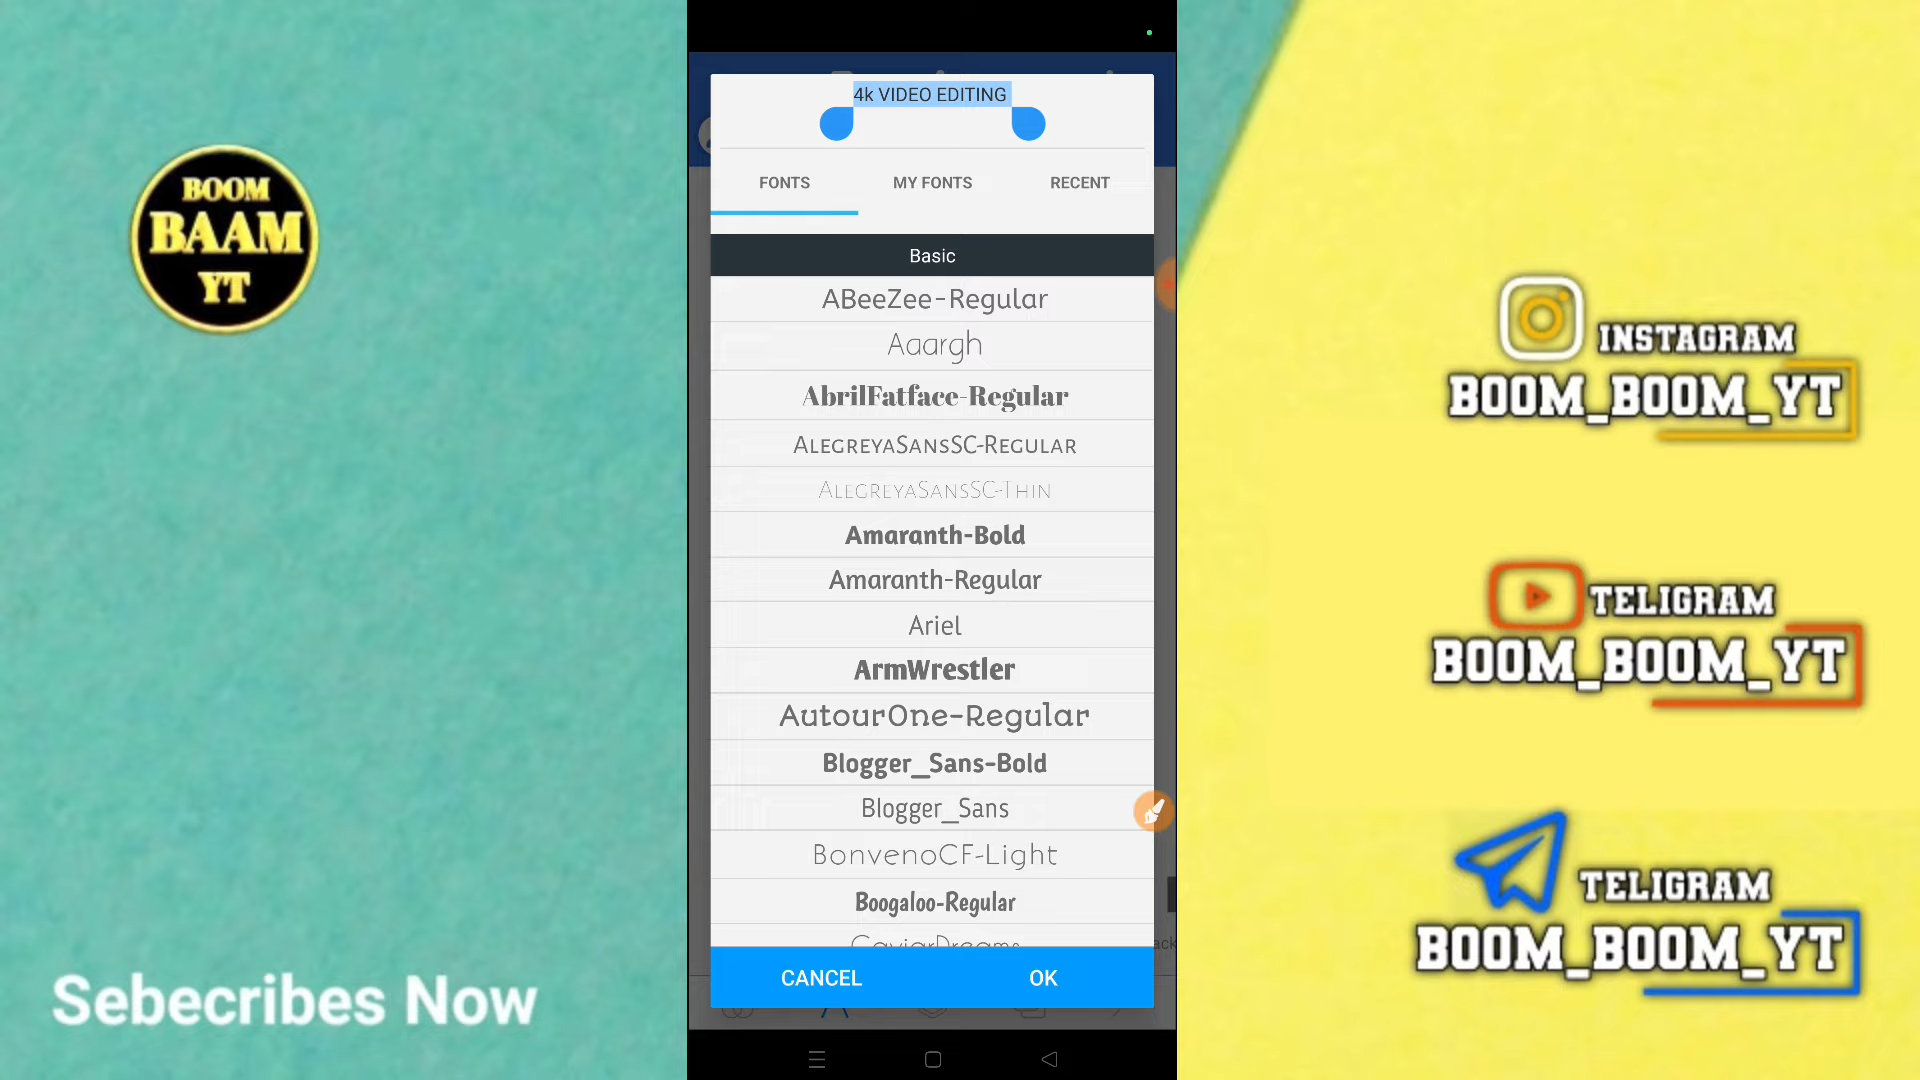 BOOM
BAAM
YT
Sebecribes Now
4k VIDEO EDITING
FONTS
MY FONTS
RECENT
Basic
ABeeZee-Regular
Aaargh
AbrilFatface-Regular
AlegreyaSansSC-Regular
AlegreyaSansSC-Thin
Amaranth-Bold
Amaranth-Regular
Ariel
ArmWrestler
AutourOne-Regular
Blogger_Sans-Bold
Blogger_Sans
BonvenoCF-Light
Boogaloo-Regular
CaviarDreams
CANCEL
OK
INSTAGRAM
BOOM_BOOM_YT
TELIGRAM
BOOM_BOOM_YT
TELIGRAM
BOOM_BOOM_YT